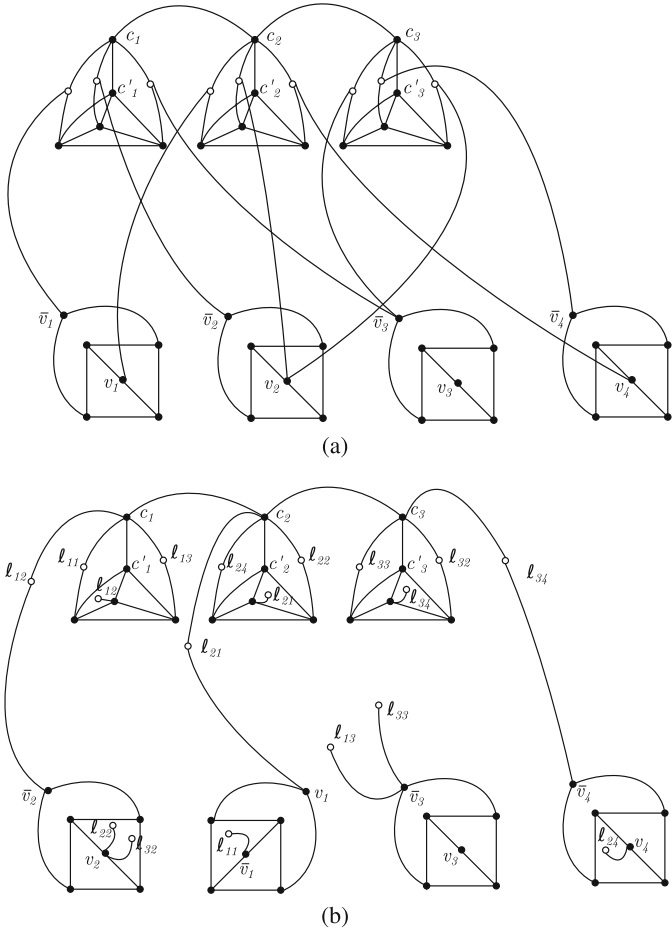 c₁ c₂ c₃
c'₁ c'₂ c'₃
v̄₁ v̄₂ v̄₃ v̄₄
v₁ v₂ v₃ v₄
(a)
c₁ c₂ c₃
ℓ₁₂ ℓ₁₁ ℓ₁₃ ℓ₂₄ ℓ₂₂ ℓ₃₃ ℓ₃₂ ℓ₃₄
c'₁ c'₂ c'₃
ℓ₁₂ ℓ₂₁ ℓ₃₄
ℓ₂₁
ℓ₃₃
ℓ₁₃
v̄₂ v₁ v̄₃ v̄₄
ℓ₂₂ ℓ₃₂ ℓ₁₁ ℓ₂₄
v₂ v̄₁ v₃ v₄
(b)